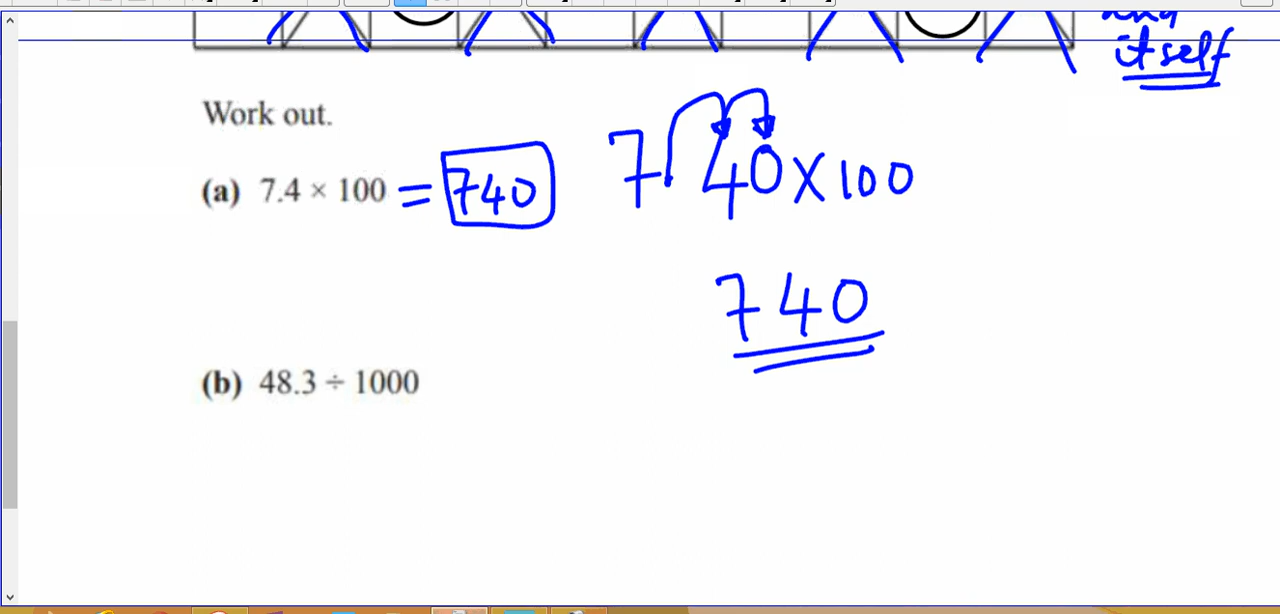 itself
Work out.
(a) 7.4 × 100 = 740
7.40 × 100
740
(b) 48.3 ÷ 1000